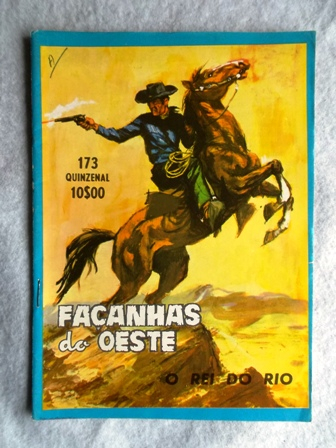 A
173
QUINZENAL
10$00
FAÇANHAS
do OESTE
O REI DO RIO